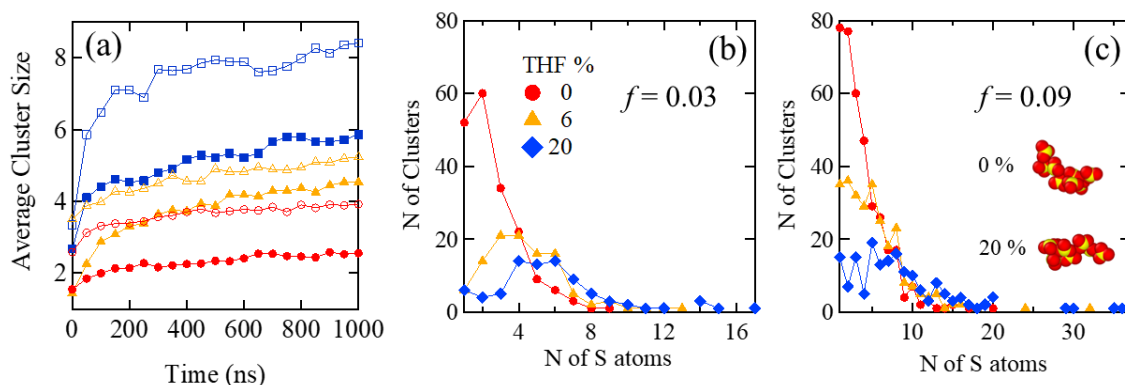 (a)
8
6
4
2
0 200 400 600 800 1000
Average Cluster Size
Time (ns)
(b)
80
60
40
20
0
4 8 12 16
N of Clusters
N of S atoms
THF %
0
6
20
f = 0.03
(c)
80
60
40
20
0
10 20 30
N of Clusters
N of S atoms
f = 0.09
0 %
20 %